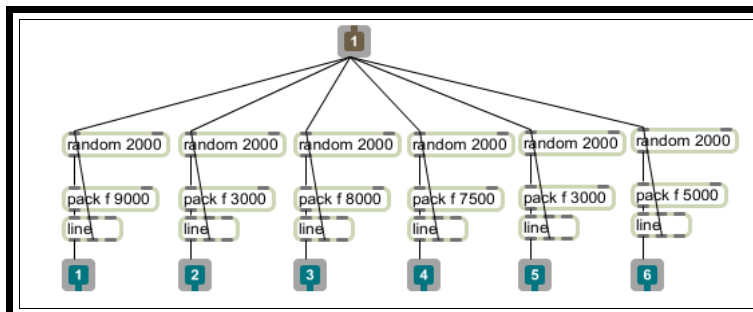 1
random 2000 random 2000 random 2000 random 2000 random 2000 random 2000
pack f 9000 pack f 3000 pack f 8000 pack f 7500 pack f 3000 pack f 5000
line line line line line line
1 2 3 4 5 6